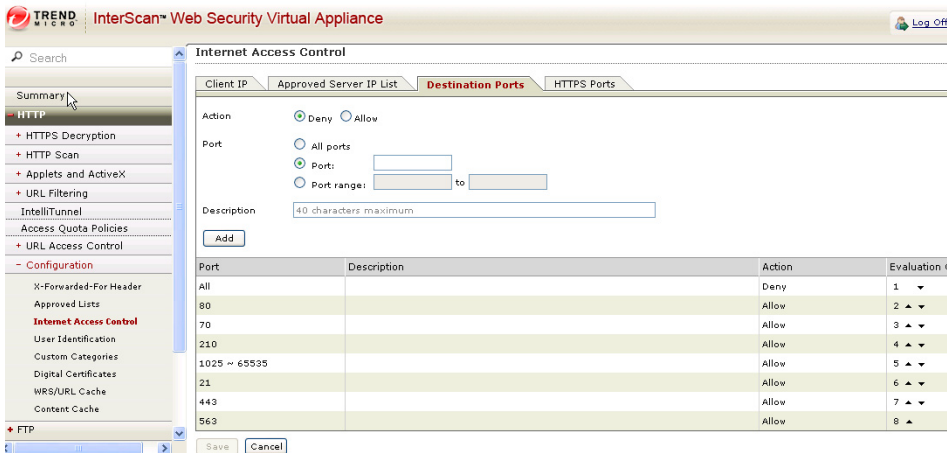 TREND MICRO InterScan™ Web Security Virtual Appliance
Log Off
Search
Summary
- HTTP
+ HTTPS Decryption
+ HTTP Scan
+ Applets and ActiveX
+ URL Filtering
IntelliTunnel
Access Quota Policies
+ URL Access Control
- Configuration
X-Forwarded-For Header
Approved Lists
Internet Access Control
User Identification
Custom Categories
Digital Certificates
WRS/URL Cache
Content Cache
+ FTP
Internet Access Control
Client IP Approved Server IP List Destination Ports HTTPS Ports
Action Deny Allow
Port All ports
Port:
Port range: to
Description 40 characters maximum
Add
Port Description Action Evaluation
All Deny 1
80 Allow 2
70 Allow 3
210 Allow 4
1025 ~ 65535 Allow 5
21 Allow 6
443 Allow 7
563 Allow 8
Save Cancel